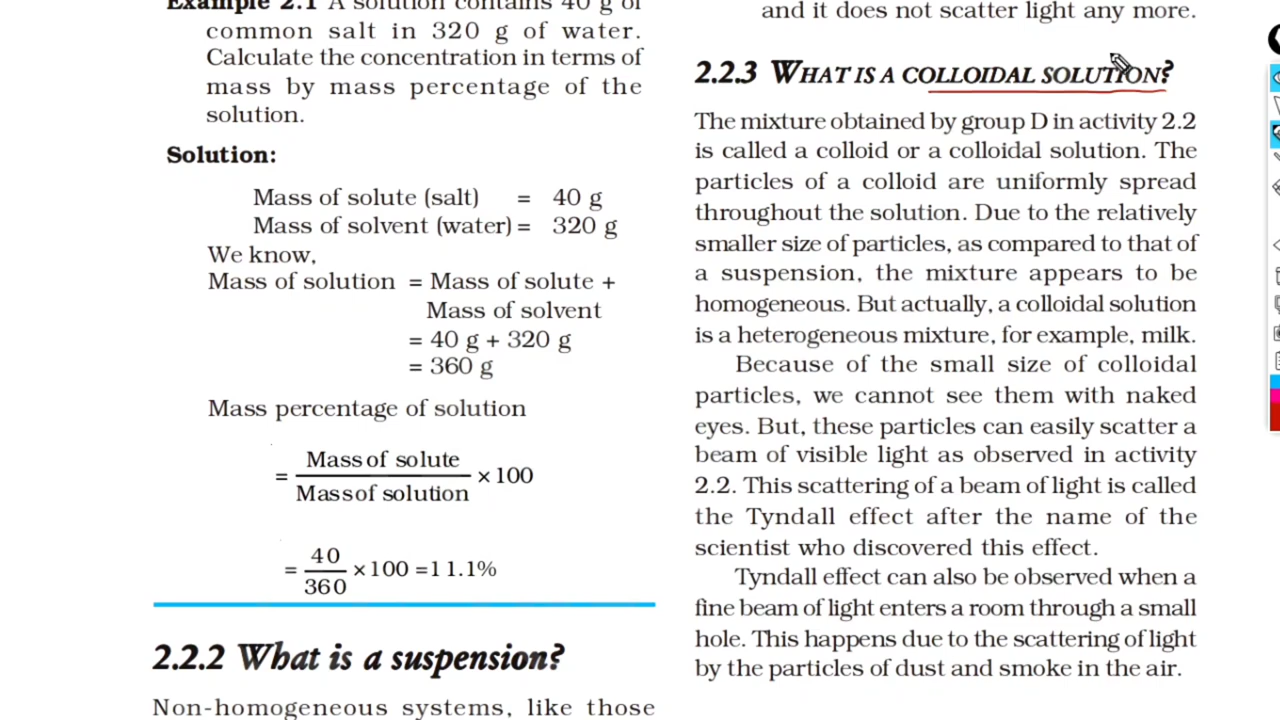 Example 2.1 A solution contains 40 g of
common salt in 320 g of water.
Calculate the concentration in terms of
mass by mass percentage of the
solution.
Solution:
Mass of solute (salt) = 40 g
Mass of solvent (water) = 320 g
We know,
Mass of solution = Mass of solute +
Mass of solvent
= 40 g + 320 g
= 360 g
Mass percentage of solution
= Mass of solute / Mass of solution × 100
= 40 / 360 × 100 = 11.1%
2.2.2 What is a suspension?
Non-homogeneous systems, like those
and it does not scatter light any more.
2.2.3 WHAT IS A COLLOIDAL SOLUTION?
The mixture obtained by group D in activity 2.2
is called a colloid or a colloidal solution. The
particles of a colloid are uniformly spread
throughout the solution. Due to the relatively
smaller size of particles, as compared to that of
a suspension, the mixture appears to be
homogeneous. But actually, a colloidal solution
is a heterogeneous mixture, for example, milk.
Because of the small size of colloidal
particles, we cannot see them with naked
eyes. But, these particles can easily scatter a
beam of visible light as observed in activity
2.2. This scattering of a beam of light is called
the Tyndall effect after the name of the
scientist who discovered this effect.
Tyndall effect can also be observed when a
fine beam of light enters a room through a small
hole. This happens due to the scattering of light
by the particles of dust and smoke in the air.